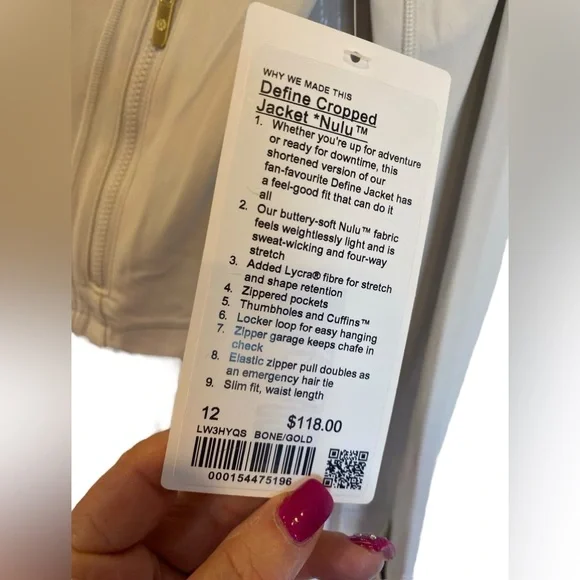 WHY WE MADE THIS
Define Cropped
Jacket *Nulu™
1. Whether you're up for adventure
or ready for downtime, this
shortened version of our
fan-favourite Define Jacket has
a feel-good fit that can do it
all
2. Our buttery-soft Nulu™ fabric
feels weightlessly light and is
sweat-wicking and four-way
stretch
3. Added Lycra® fibre for stretch
and shape retention
4. Zippered pockets
5. Thumbholes and Cuffins™
6. Locker loop for easy hanging
7. Zipper garage keeps chafe in
check
8. Elastic zipper pull doubles as
an emergency hair tie
9. Slim fit, waist length
12 $118.00
LW3HYQS BONE/GOLD
000154475196